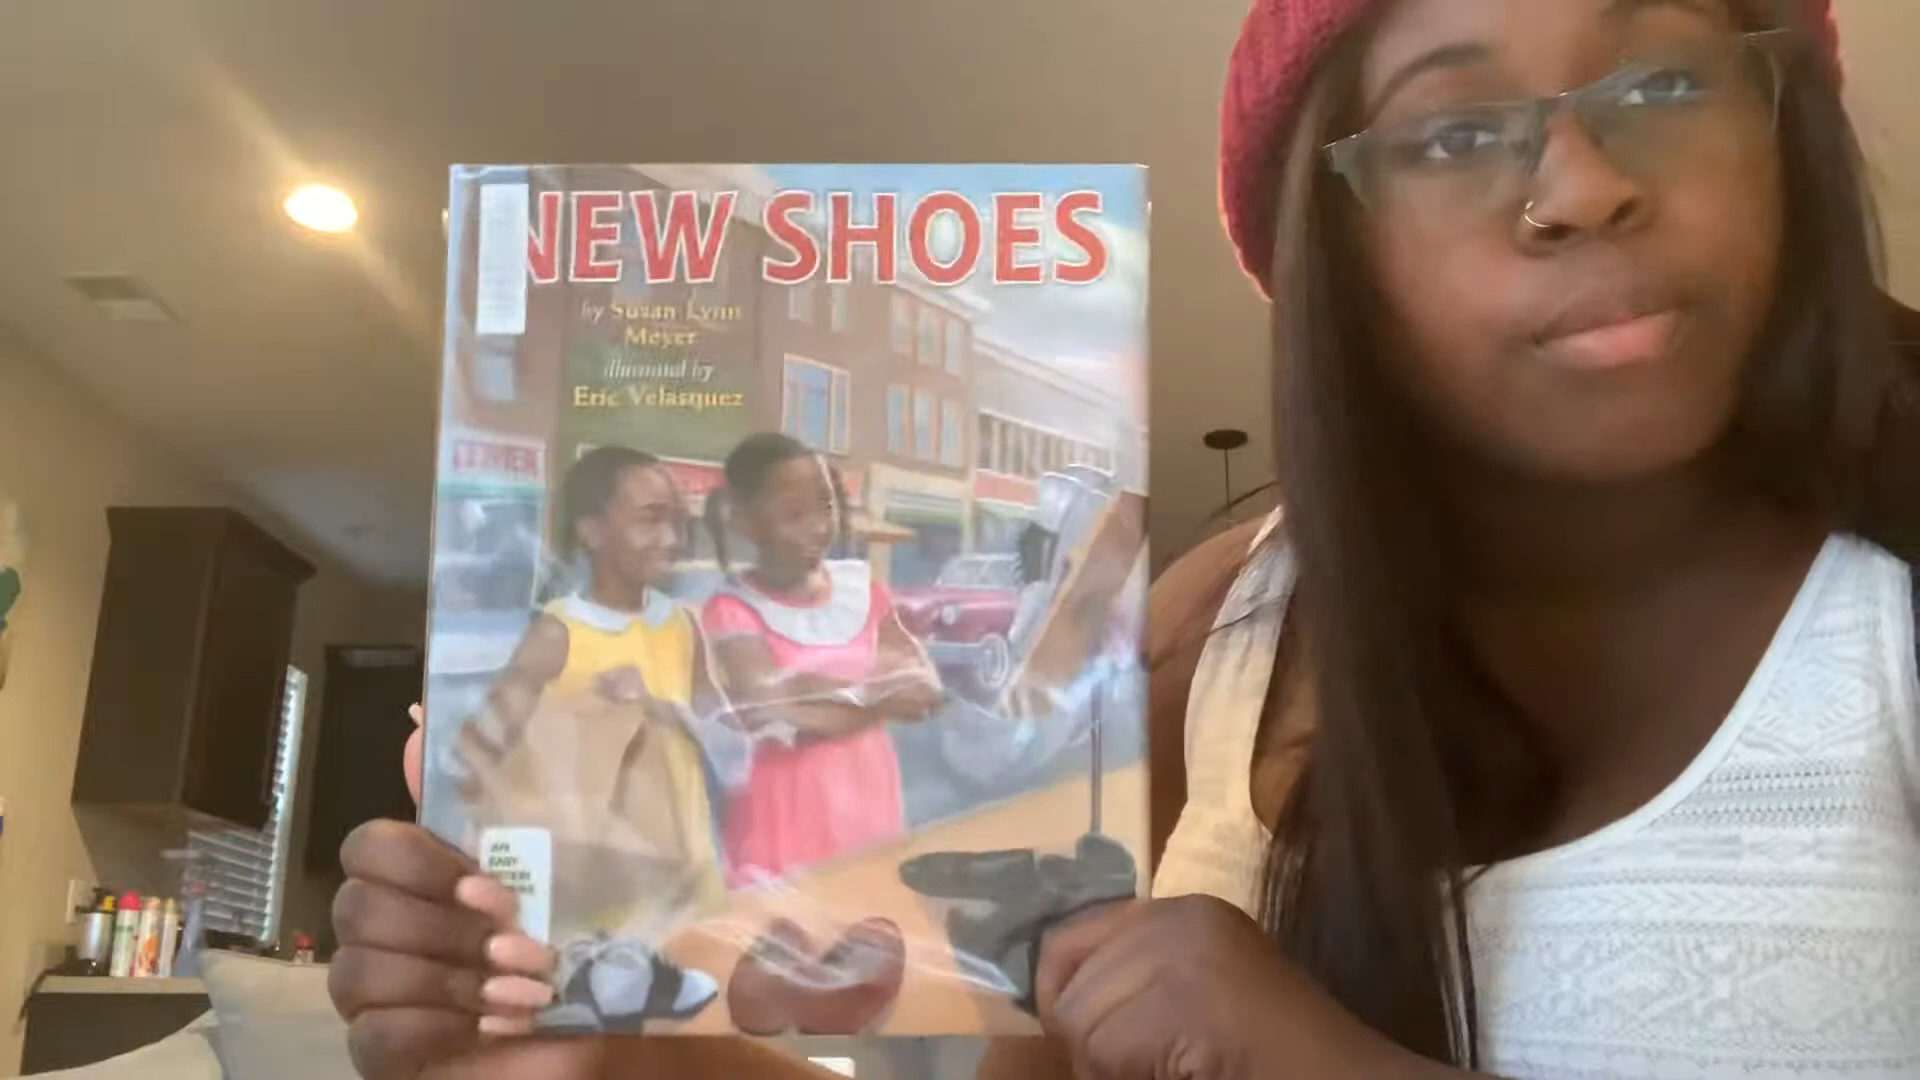 NEW SHOES
by Susan Lynn
Meyer
illustrated by
Eric Velasquez